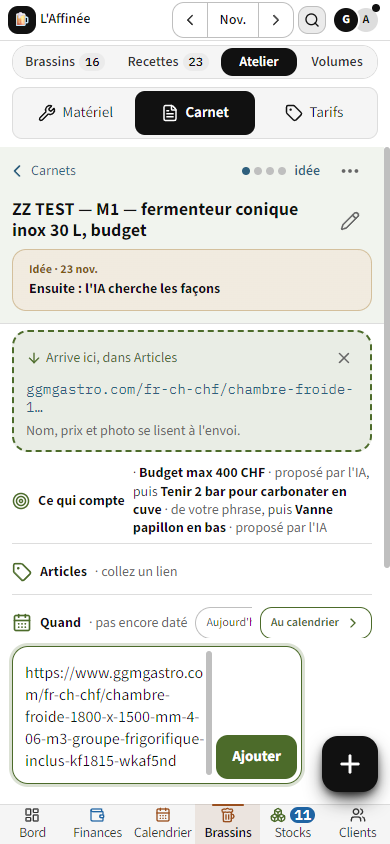 L'Affinée
Nov.
G
A
Brassins 16
Recettes 23
Atelier
Volumes
Matériel
Carnet
Tarifs
Carnets
idée
ZZ TEST — M1 — fermenteur conique
inox 30 L, budget
Idée · 23 nov.
Ensuite : l'IA cherche les façons
Arrive ici, dans Articles
ggmgastro.com/fr-ch-chf/chambre-froide-
1…
Nom, prix et photo se lisent à l'envoi.
Ce qui compte
· Budget max 400 CHF · proposé par l'IA,
puis Tenir 2 bar pour carbonater en
cuve · de votre phrase, puis Vanne
papillon en bas · proposé par l'IA
Articles · collez un lien
Quand · pas encore daté
Aujourd'h
Au calendrier
https://www.ggmgastro.co
m/fr-ch-chf/chambre-
froide-1800-x-1500-mm-4-
06-m3-groupe-frigorifique-
inclus-kf1815-wkaf5nd
Ajouter
Bord
Finances
Calendrier
Brassins
11
Stocks
Clients